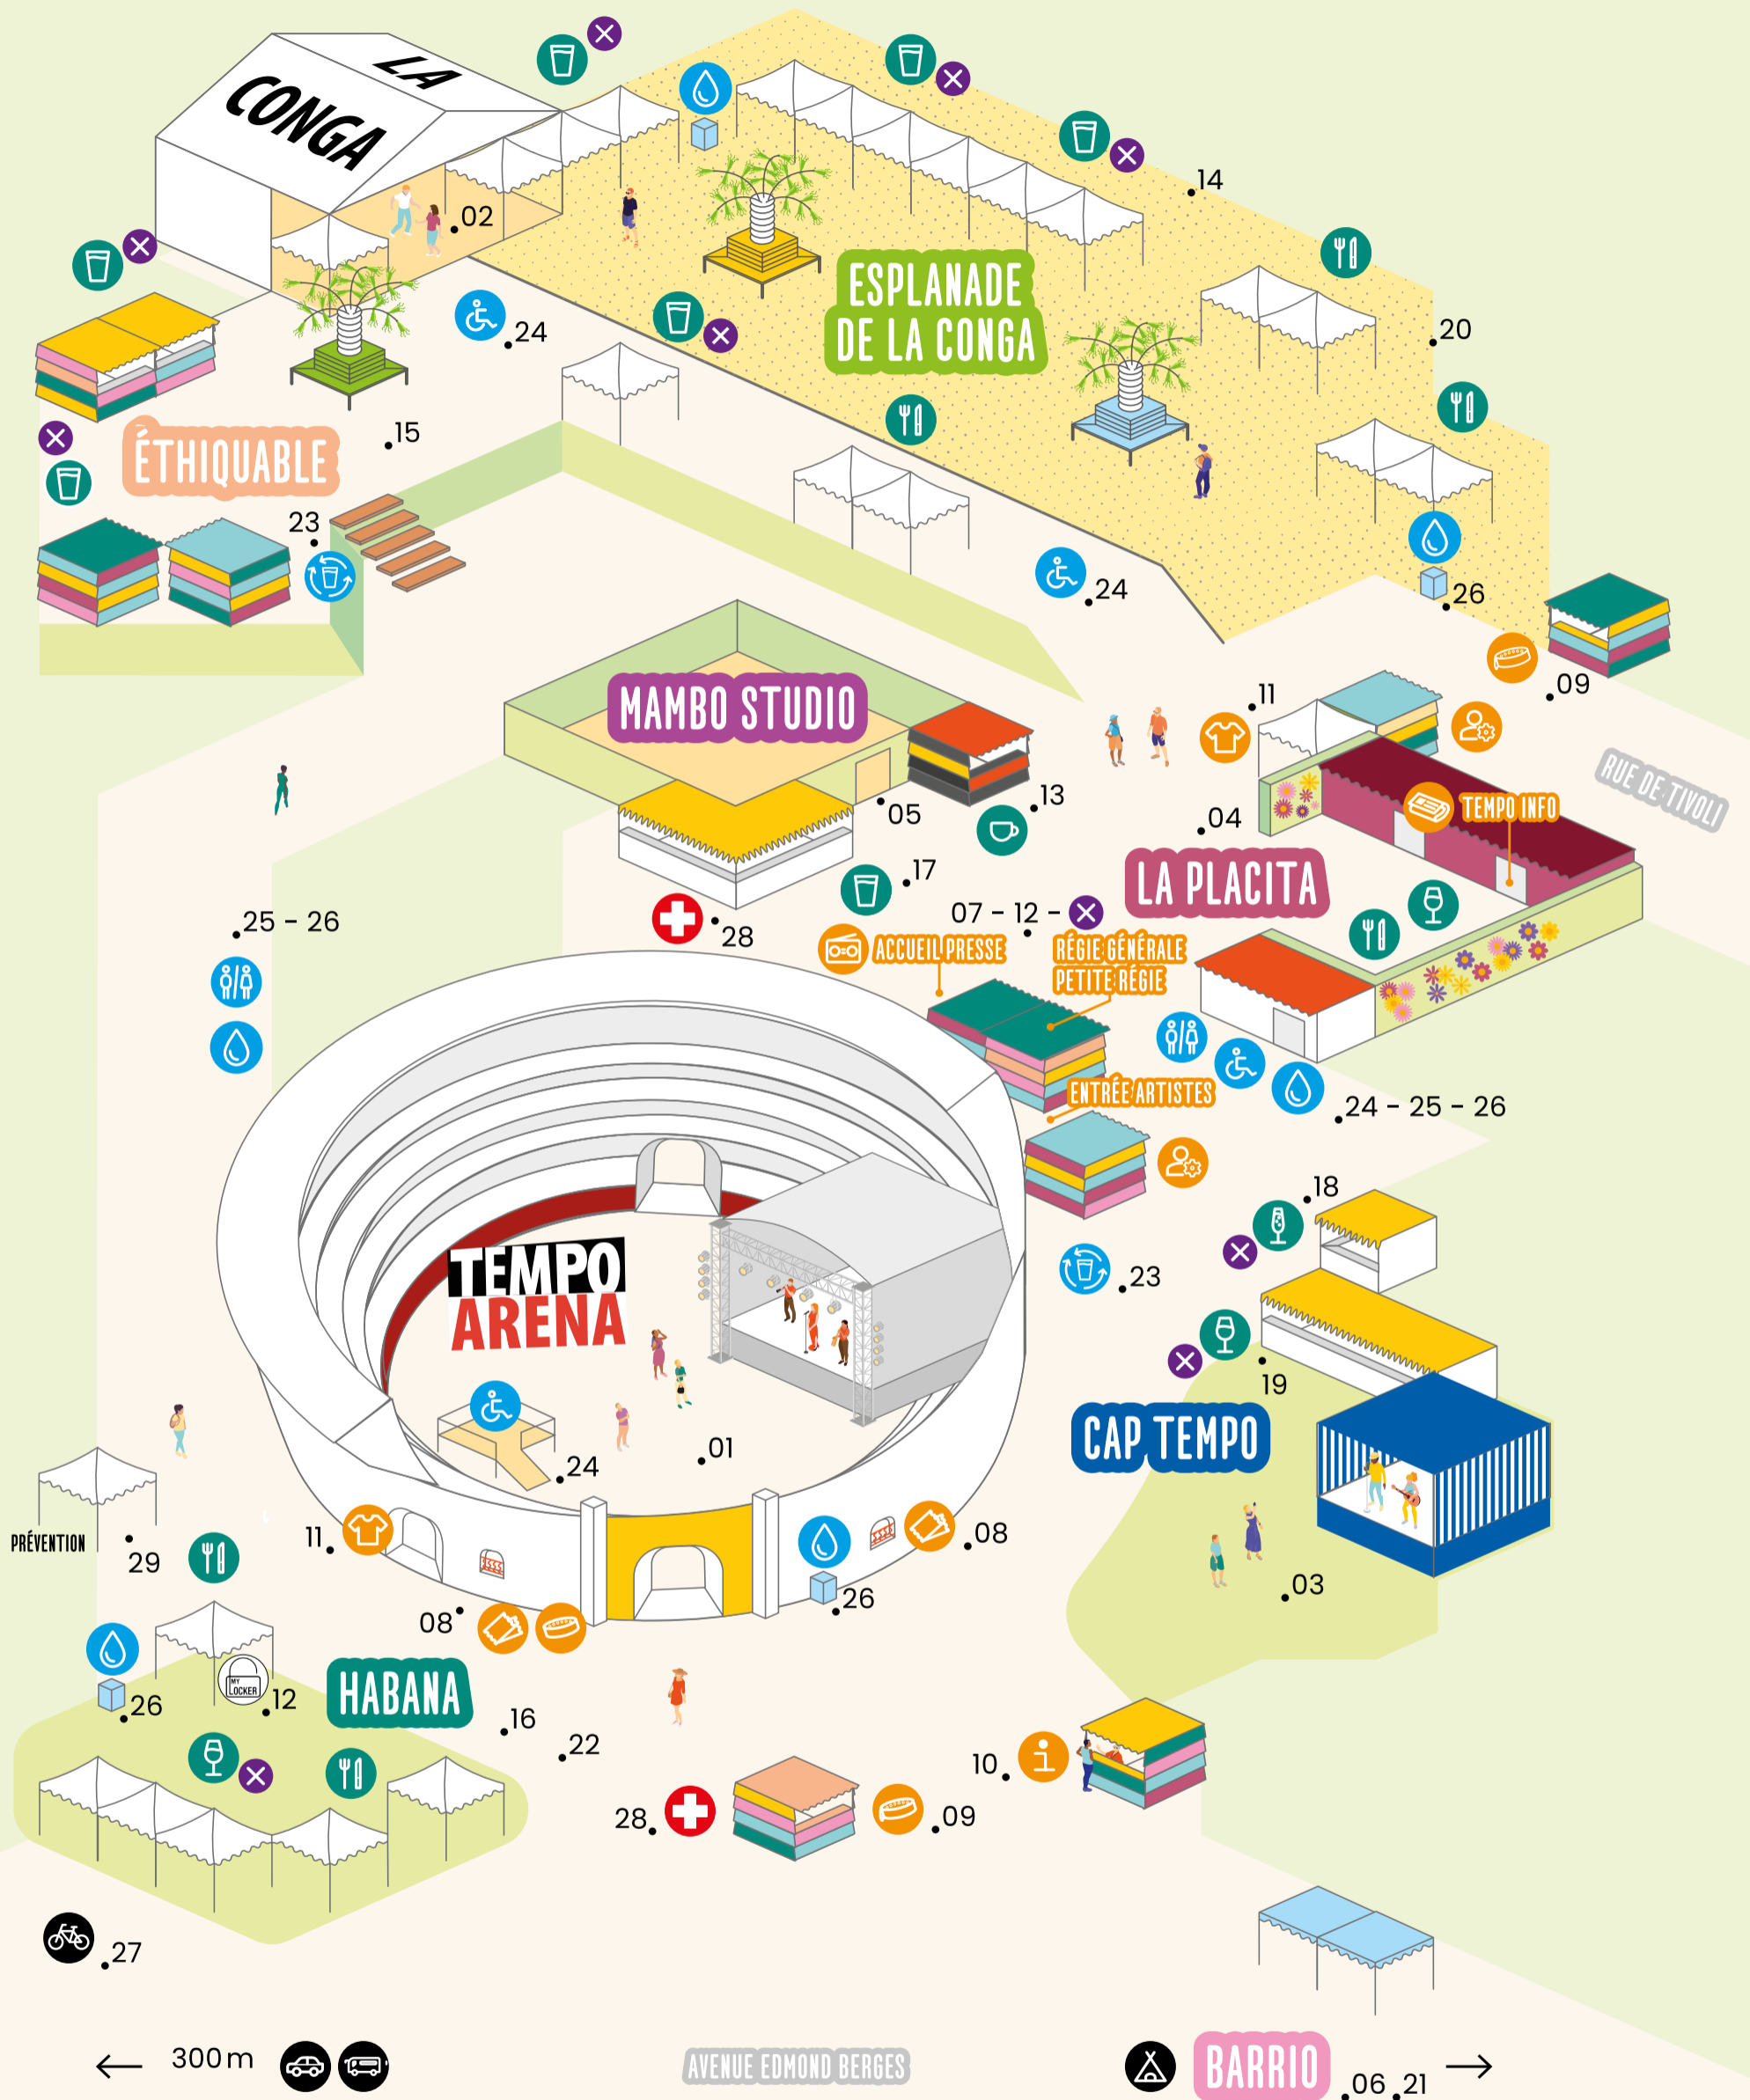 LA
CONGA
.14
.02
ESPLANADE
DE LA CONGA
.24
.20
.15
ÉTHIQUABLE
23
.24
.26
.09
.11
MAMBO STUDIO
RUE DE TIVOLI
.05
.13
.04
TEMPO INFO
.17
LA PLACITA
07 - 12 -
.25 - 26
.28
ACCUEIL PRESSE
RÉGIE GÉNÉRALE
PETITE RÉGIE
ENTRÉE ARTISTES
.24 - 25 - 26
.18
TEMPO
ARENA
.23
19
CAP TEMPO
.01
.24
PRÉVENTION
29
11.
.08
.03
.26
08
MY
LOCKER
.26
.12
HABANA
.16
.22
10.
28.
.09
.27
300 m
AVENUE EDMOND BERGES
BARRIO
.06 .21